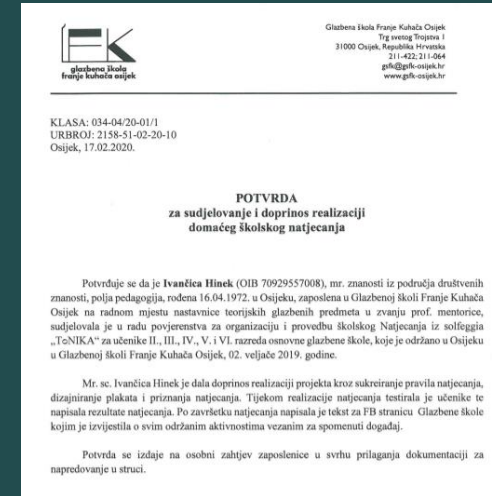 glazbena škola
franje kuhača osijek
Glazbena škola Franje Kuhača Osijek
Trg svetog Trojstva 1
31000 Osijek, Republika Hrvatska
211-422; 211-064
gsfk@gsfk-osijek.hr
www.gsfk-osijek.hr
KLASA: 034-04/20-01/1
URBROJ: 2158-51-02-20-10
Osijek, 17.02.2020.
POTVRDA
za sudjelovanje i doprinos realizaciji
domaćeg školskog natjecanja
Potvrđuje se da je Ivančica Hinek (OIB 70929557008), mr. znanosti iz područja društvenih
znanosti, polja pedagogija, rođena 16.04.1972. u Osijeku, zaposlena u Glazbenoj školi Franje Kuhača
Osijek na radnom mjestu nastavnice teorijskih glazbenih predmeta u zvanju prof. mentorice,
sudjelovala je u radu povjerenstva za organizaciju i provedbu školskog Natjecanja iz solfeggia
„ToNIKA“ za učenike II., III., IV., V. i VI. razreda osnovne glazbene škole, koje je održano u Osijeku
u Glazbenoj školi Franje Kuhača Osijek, 02. veljače 2019. godine.
Mr. sc. Ivančica Hinek je dala doprinos realizaciji projekta kroz sukreiranje pravila natjecanja,
dizajniranje plakata i priznanja natjecanja. Tijekom realizacije natjecanja testirala je učenike te
napisala rezultate natjecanja. Po završetku natjecanja napisala je tekst za FB stranicu Glazbene škole
kojim je izvijestila o svim održanim aktivnostima vezanim za spomenuti događaj.
Potvrda se izdaje na osobni zahtjev zaposlenice u svrhu prilaganja dokumentaciji za
napredovanje u struci.